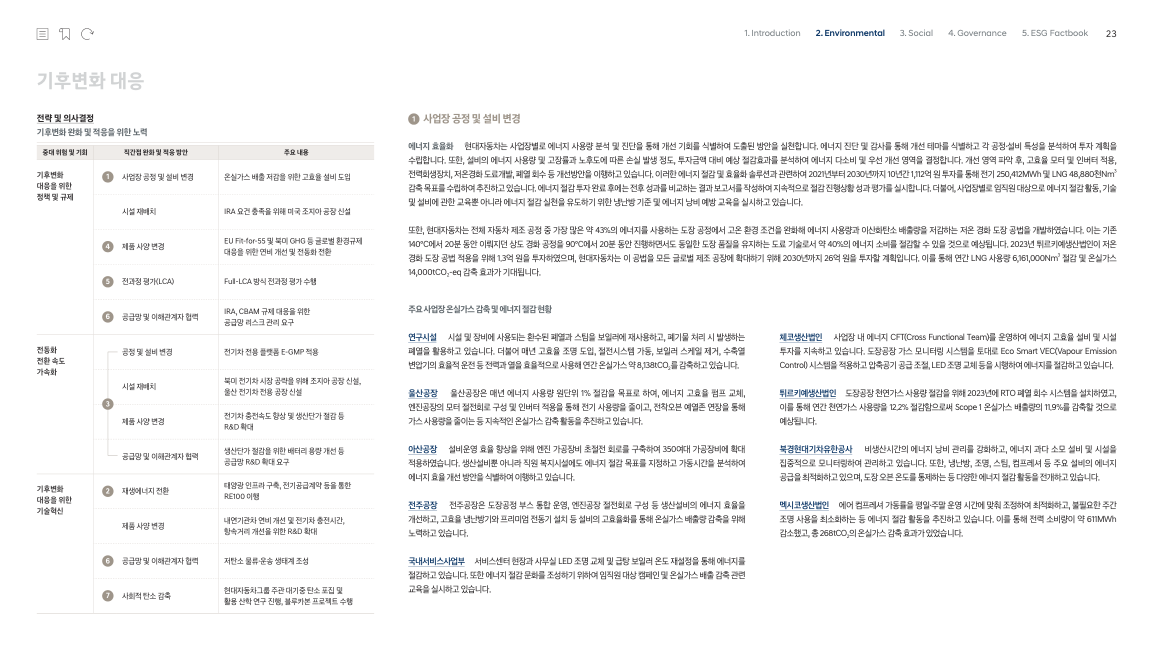 1. Introduction 2. Environmental 3. Social 4. Governance 5. ESG Factbook 23
기후변화 대응
전략 및 의사결정
기후변화 완화 및 적응을 위한 노력
중대 위험 및 기회 직간접 완화 및 적응 방안 주요 내용
기후변화
대응을 위한
정책 및 규제
1 사업장 공정 및 설비 변경 온실가스 배출 저감을 위한 고효율 설비 도입
시설 재배치 IRA 요건 충족을 위해 미국 조지아 공장 신설
4 제품 사양 변경
EU Fit-for-55 및 북미 GHG 등 글로벌 환경규제
대응을 위한 연비 개선 및 전동화 전환
5 전과정 평가(LCA) Full-LCA 방식 전과정 평가 수행
6 공급망 및 이해관계자 협력
IRA, CBAM 규제 대응을 위한
공급망 리스크 관리 요구
전동화
전환 속도
가속화
3
공정 및 설비 변경 전기차 전용 플랫폼 E-GMP 적용
시설 재배치
북미 전기차 시장 공략을 위해 조지아 공장 신설,
울산 전기차 전용 공장 신설
제품 사양 변경
전기차 충전속도 향상 및 생산단가 절감 등
R&D 확대
공급망 및 이해관계자 협력
생산단가 절감을 위한 배터리 용량 개선 등
공급망 R&D 확대 요구
기후변화
대응을 위한
기술혁신
2 재생에너지 전환
태양광 인프라 구축, 전기공급계약 등을 통한
RE100 이행
제품 사양 변경
내연기관차 연비 개선 및 전기차 충전시간,
항속거리 개선을 위한 R&D 확대
6 공급망 및 이해관계자 협력 저탄소 물류·운송 생태계 조성
7 사회적 탄소 감축
현대자동차그룹 주관 대기중 탄소 포집 및
활용 산학 연구 진행, 블루카본 프로젝트 수행
1 사업장 공정 및 설비 변경
에너지 효율화 현대자동차는 사업장별로 에너지 사용량 분석 및 진단을 통해 개선 기회를 식별하여 도출된 방안을 실천합니다. 에너지 진단 및 감사를 통해 개선 테마를 식별하고 각 공정·설비 특성을 분석하여 투자 계획을
수립합니다. 또한, 설비의 에너지 사용량 및 고장률과 노후도에 따른 손실 발생 정도, 투자금액 대비 예상 절감효과를 분석하여 에너지 다소비 및 우선 개선 영역을 결정합니다. 개선 영역 파악 후, 고효율 모터 및 인버터 적용,
전력회생장치, 저온경화 도료개발, 폐열 회수 등 개선방안을 이행하고 있습니다. 이러한 에너지 절감 및 효율화 솔루션과 관련하여 2021년부터 2030년까지 10년간 1,112억 원 투자를 통해 전기 250,412MWh 및 LNG 48,880천Nm³
감축 목표를 수립하여 추진하고 있습니다. 에너지 절감 투자 완료 후에는 전후 성과를 비교하는 결과 보고서를 작성하여 지속적으로 절감 진행상황·성과 평가를 실시합니다. 더불어, 사업장별로 임직원 대상으로 에너지 절감 활동, 기술
및 설비에 관한 교육뿐 아니라 에너지 절감 실천을 유도하기 위한 냉난방 기준 및 에너지 낭비 예방 교육을 실시하고 있습니다.
또한, 현대자동차는 전체 자동차 제조 공정 중 가장 많은 약 43%의 에너지를 사용하는 도장 공정에서 고온 환경 조건을 완화해 에너지 사용량과 이산화탄소 배출량을 저감하는 저온 경화 도장 공법을 개발하였습니다. 이는 기존
140℃에서 20분 동안 이뤄지던 상도 경화 공정을 90℃에서 20분 동안 진행하면서도 동일한 도장 품질을 유지하는 도료 기술로서 약 40%의 에너지 소비를 절감할 수 있을 것으로 예상됩니다. 2023년 튀르키예생산법인이 저온
경화 도장 공법 적용을 위해 1.3억 원을 투자하였으며, 현대자동차는 이 공법을 모든 글로벌 제조 공장에 확대하기 위해 2030년까지 26억 원을 투자할 계획입니다. 이를 통해 연간 LNG 사용량 6,161,000Nm³ 절감 및 온실가스
14,000tCO₂-eq 감축 효과가 기대됩니다.
주요 사업장 온실가스 감축 및 에너지 절감 현황
연구시설 시설 및 장비에 사용되는 환수된 폐열과 스팀을 보일러에 재사용하고, 폐기물 처리 시 발생하는
폐열을 활용하고 있습니다. 더불어 매년 고효율 조명 도입, 절전시스템 가동, 보일러 스케일 제거, 수축열
변압기의 효율적 운전 등 전력과 열을 효율적으로 사용해 연간 온실가스 약 8,138tCO₂를 감축하고 있습니다.
울산공장 울산공장은 매년 에너지 사용량 원단위 1% 절감을 목표로 하여, 에너지 고효율 펌프 교체,
엔진공장의 모터 절전회로 구성 및 인버터 적용을 통해 전기 사용량을 줄이고, 전착오븐 예열존 연장을 통해
가스 사용량을 줄이는 등 지속적인 온실가스 감축 활동을 추진하고 있습니다.
아산공장 설비운영 효율 향상을 위해 엔진 가공장비 초절전 회로를 구축하여 3500여대 가공장비에 확대
적용하였습니다. 생산설비뿐 아니라 직원 복지시설에도 에너지 절감 목표를 지정하고 가동시간을 분석하여
에너지 효율 개선 방안을 식별하여 이행하고 있습니다.
전주공장 전주공장은 도장공정 부스 통합 운영, 엔진공장 절전회로 구성 등 생산설비의 에너지 효율을
개선하고, 고효율 냉난방기와 프리미엄 전동기 설치 등 설비의 고효율화를 통해 온실가스 배출량 감축을 위해
노력하고 있습니다.
국내서비스사업부 서비스센터 현장과 사무실 LED 조명 교체 및 급탕 보일러 온도 재설정을 통해 에너지를
절감하고 있습니다. 또한 에너지 절감 문화를 조성하기 위하여 임직원 대상 캠페인 및 온실가스 배출 감축 관련
교육을 실시하고 있습니다.
체코생산법인 사업장 내 에너지 CFT(Cross Functional Team)를 운영하여 에너지 고효율 설비 및 시설
투자를 지속하고 있습니다. 도장공장 가스 모니터링 시스템을 토대로 Eco Smart VEC(Vapour Emission
Control) 시스템을 적용하고 압축공기 공급 조절, LED 조명 교체 등을 시행하여 에너지를 절감하고 있습니다.
튀르키예생산법인 도장공장 천연가스 사용량 절감을 위해 2023년에 RTO 폐열 회수 시스템을 설치하였고,
이를 통해 연간 천연가스 사용량을 12.2% 절감함으로써 Scope 1 온실가스 배출량의 11.9%를 감축할 것으로
예상됩니다.
북경현대기차유한공사 비생산시간의 에너지 낭비 관리를 강화하고, 에너지 과다 소모 설비 및 시설을
집중적으로 모니터링하여 관리하고 있습니다. 또한, 냉난방, 조명, 스팀, 컴프레서 등 주요 설비의 에너지
공급을 최적화하고 있으며, 도장 오븐 온도를 통제하는 등 다양한 에너지 절감 활동을 전개하고 있습니다.
멕시코생산법인 에어 컴프레셔 가동률을 평일·주말 운영 시간에 맞춰 조정하여 최적화하고, 불필요한 주간
조명 사용을 최소화하는 등 에너지 절감 활동을 추진하고 있습니다. 이를 통해 전력 소비량이 약 611MWh
감소했고, 총 268tCO₂의 온실가스 감축 효과가 있었습니다.